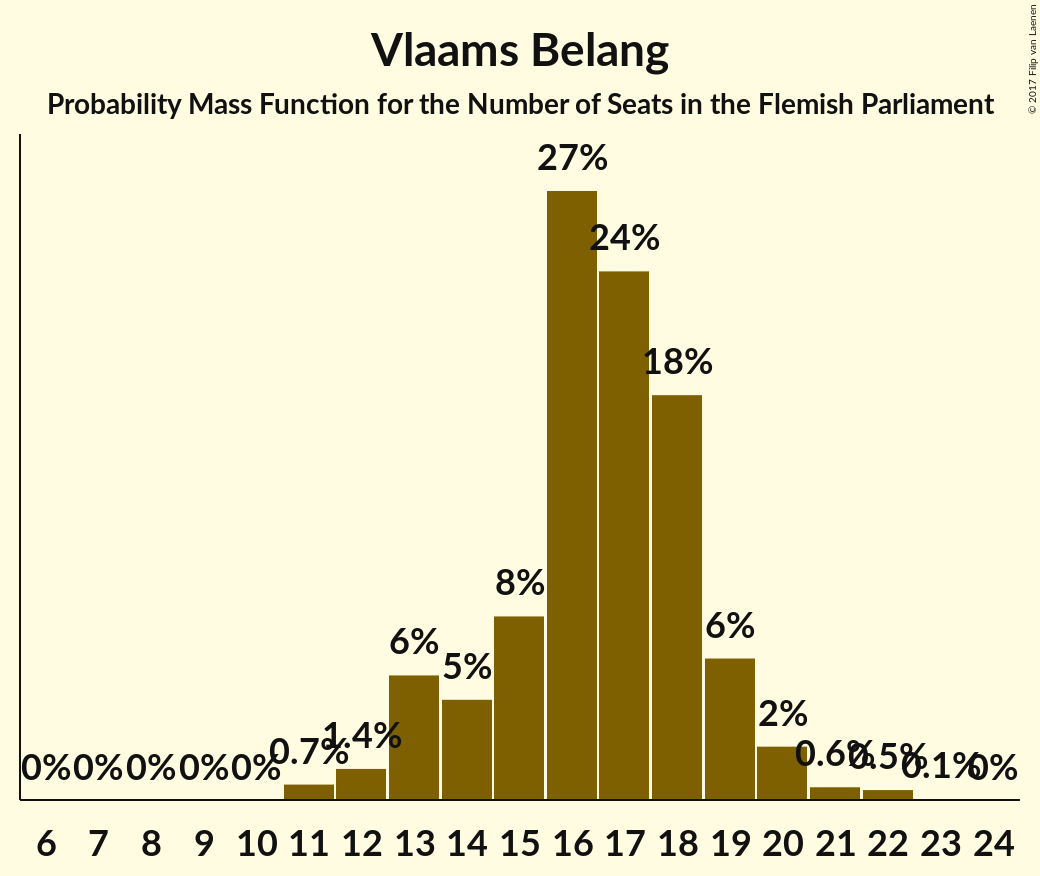 Vlaams Belang
Probability Mass Function for the Number of Seats in the Flemish Parliament
© 2017 Filip van Laenen
0% 0% 0% 0% 0% 0.7% 1.4% 6% 5% 8% 27% 24% 18% 6% 2% 0.6% 0.5% 0.1% 0%
6 7 8 9 10 11 12 13 14 15 16 17 18 19 20 21 22 23 24